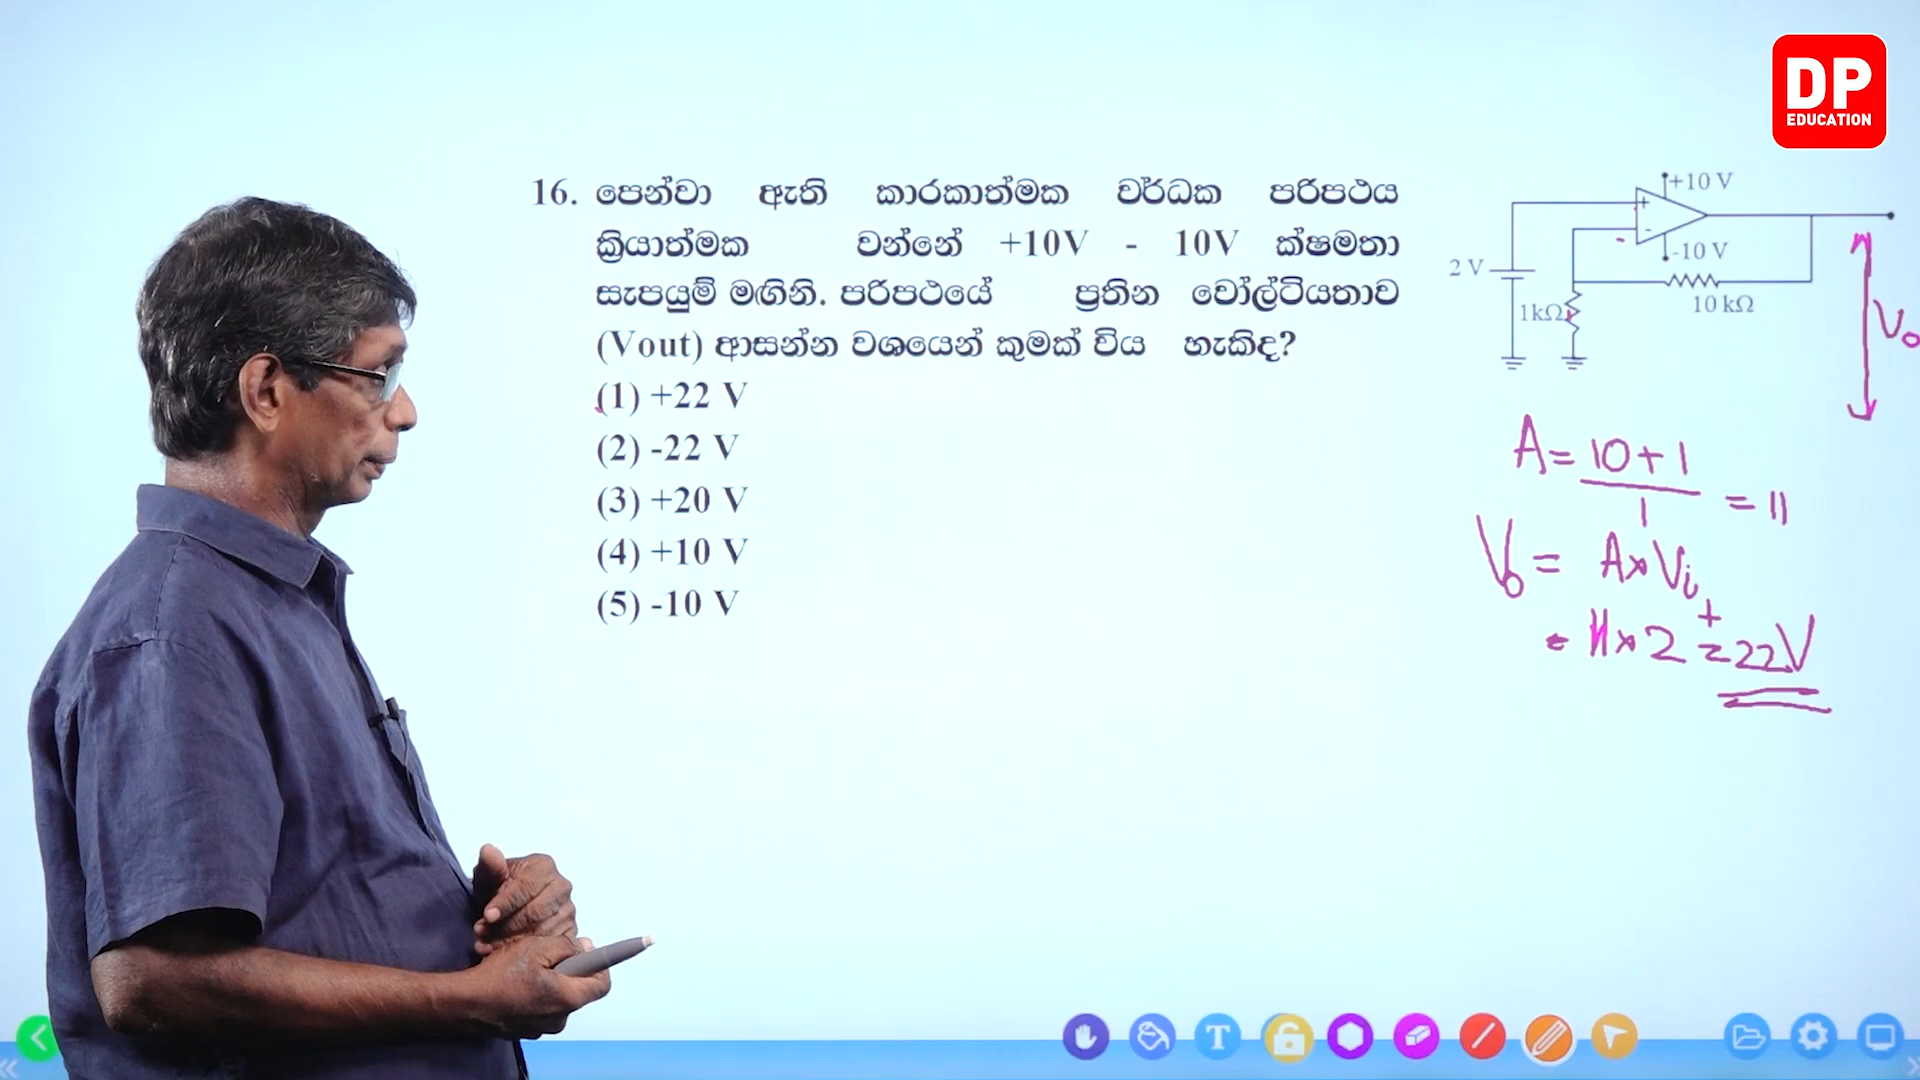 DP
EDUCATION
16. පෙන්වා ඇති කාරකාත්මක වර්ධක පරිපථය
ක්‍රියාත්මක වන්නේ +10V - 10V ක්ෂමතා
සැපයුම් මඟිනි. පරිපථයේ ප්‍රතින වෝල්ටියතාව
(Vout) ආසන්න වශයෙන් කුමක් විය හැකිද?
(1) +22 V
(2) -22 V
(3) +20 V
(4) +10 V
(5) -10 V
+10 V
+
-
-10 V
2 V
10 kΩ
1kΩ
V₀
A = 10+1 / 1 = 11
V₀ = A×Vi
= 11×2 = +22V
T